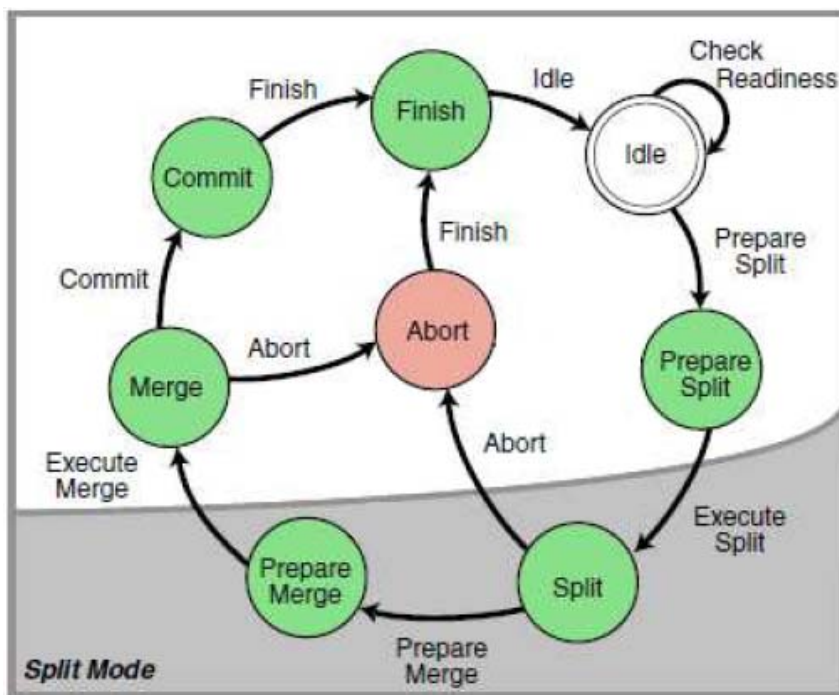 Check
Readiness
Idle
Finish
Finish
Idle
Commit
Finish
Prepare
Split
Commit
Abort
Abort
Prepare
Split
Merge
Abort
Execute
Merge
Execute
Split
Prepare
Merge
Split
Prepare
Merge
Split Mode